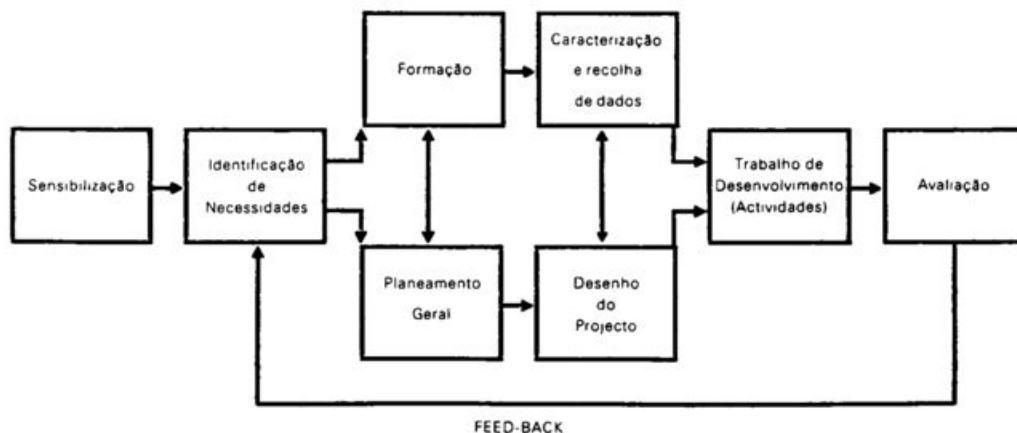 Sensibilização
Identificação
de
Necessidades
Formação
Planeamento
Geral
Caracterização
e recolha
de dados
Desenho
do
Projecto
Trabalho de
Desenvolvimento
(Actividades)
Avaliação
FEED-BACK